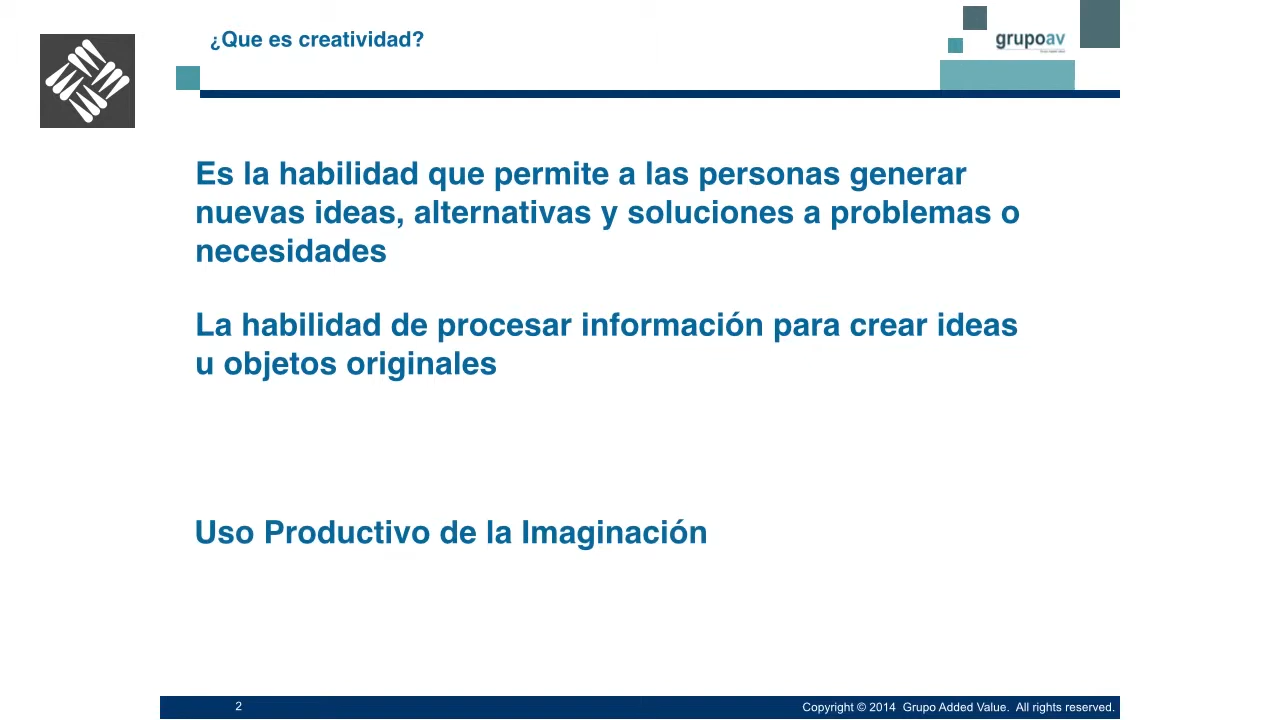 ¿Que es creatividad?
grupoav
Es la habilidad que permite a las personas generar
nuevas ideas, alternativas y soluciones a problemas o
necesidades
La habilidad de procesar información para crear ideas
u objetos originales
Uso Productivo de la Imaginación
2
Copyright © 2014 Grupo Added Value. All rights reserved.